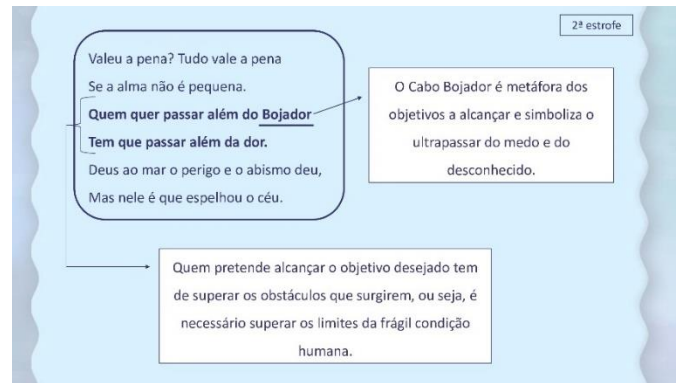 2ª estrofe
Valeu a pena? Tudo vale a pena
Se a alma não é pequena.
Quem quer passar além do Bojador
Tem que passar além da dor.
Deus ao mar o perigo e o abismo deu,
Mas nele é que espelhou o céu.
O Cabo Bojador é metáfora dos
objetivos a alcançar e simboliza o
ultrapassar do medo e do
desconhecido.
Quem pretende alcançar o objetivo desejado tem
de superar os obstáculos que surgirem, ou seja, é
necessário superar os limites da frágil condição
humana.